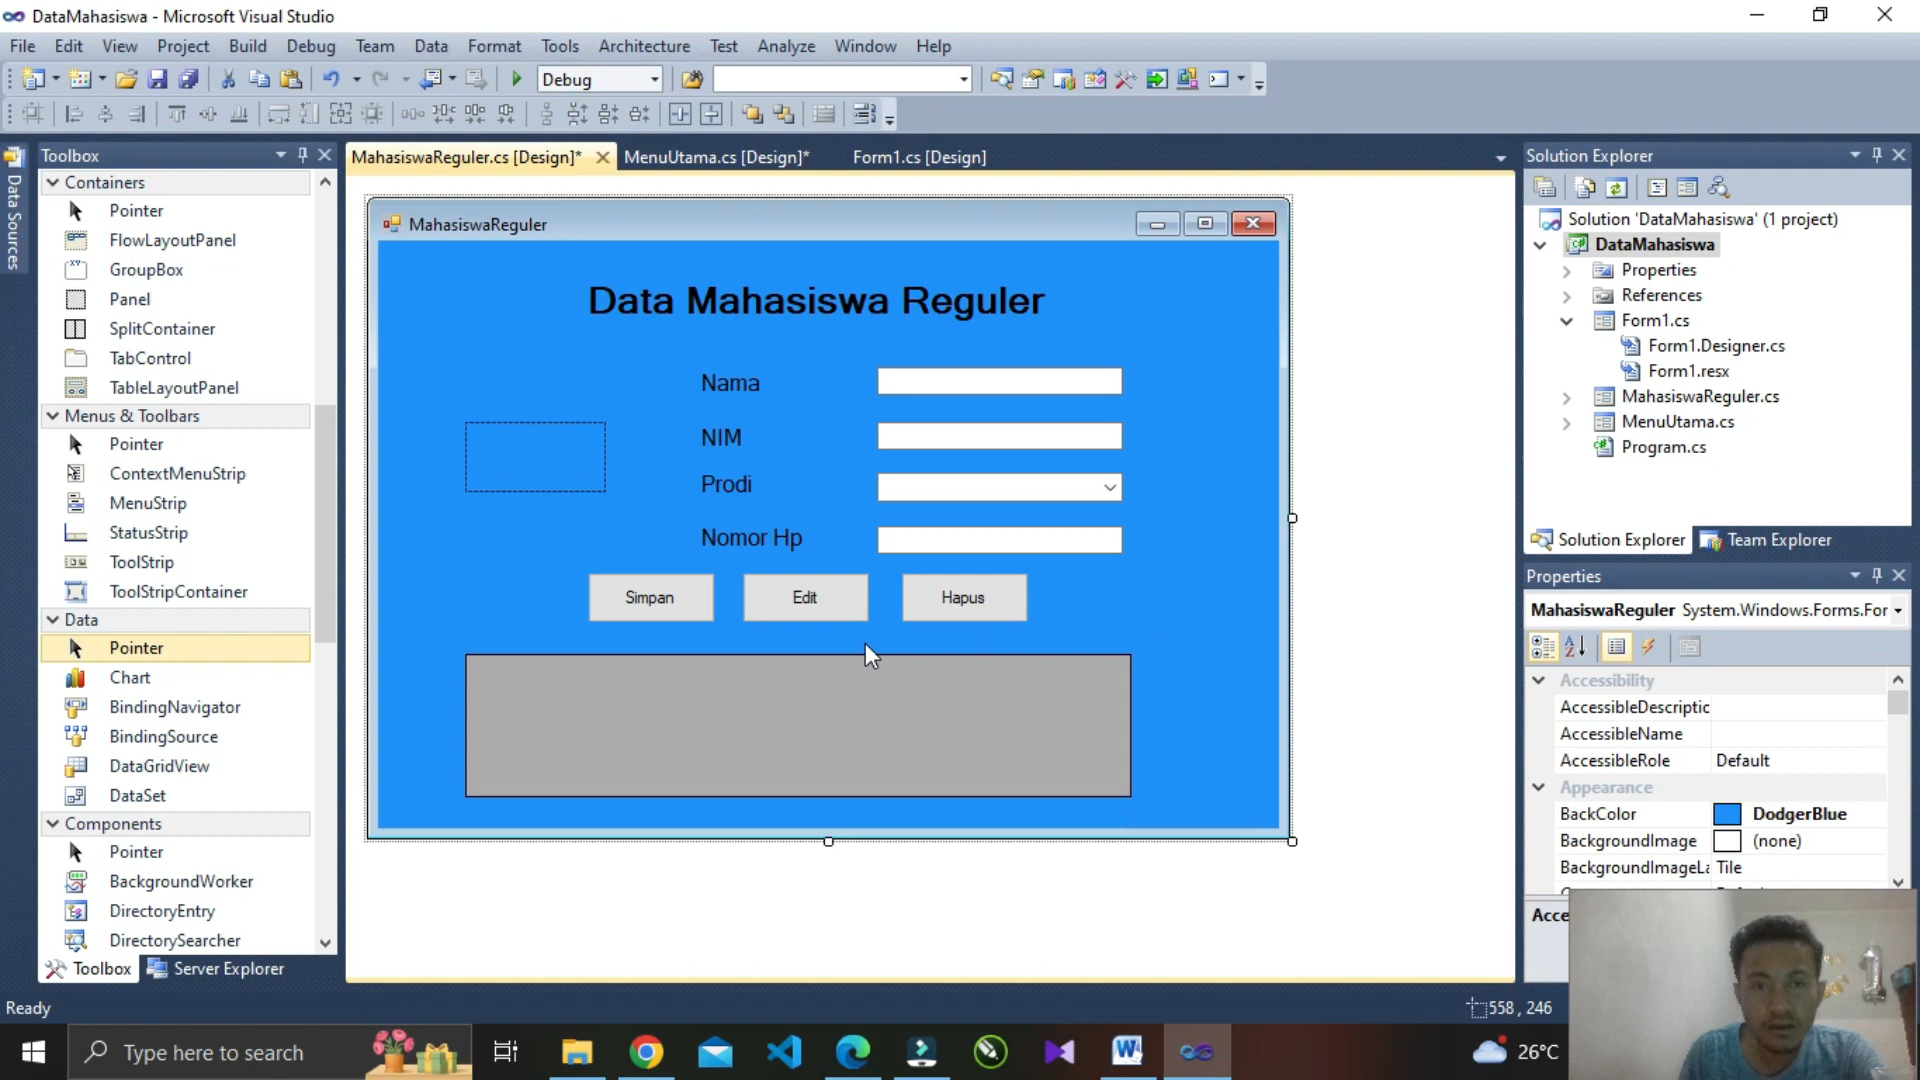 DataMahasiswa - Microsoft Visual Studio
File Edit View Project Build Debug Team Data Format Tools Architecture Test Analyze Window Help
Debug
Data Sources
Toolbox
Containers
Pointer
FlowLayoutPanel
GroupBox
Panel
SplitContainer
TabControl
TableLayoutPanel
Menus & Toolbars
Pointer
ContextMenuStrip
MenuStrip
StatusStrip
ToolStrip
ToolStripContainer
Data
Pointer
Chart
BindingNavigator
BindingSource
DataGridView
DataSet
Components
Pointer
BackgroundWorker
DirectoryEntry
DirectorySearcher
Toolbox Server Explorer
MahasiswaReguler.cs [Design]* MenuUtama.cs [Design]* Form1.cs [Design]
MahasiswaReguler
Data Mahasiswa Reguler
Nama
NIM
Prodi
Nomor Hp
Simpan Edit Hapus
Solution Explorer
Solution 'DataMahasiswa' (1 project)
DataMahasiswa
Properties
References
Form1.cs
Form1.Designer.cs
Form1.resx
MahasiswaReguler.cs
MenuUtama.cs
Program.cs
Solution Explorer Team Explorer
Properties
MahasiswaReguler System.Windows.Forms.For
Accessibility
AccessibleDescriptic
AccessibleName
AccessibleRole Default
Appearance
BackColor DodgerBlue
BackgroundImage (none)
BackgroundImageLa Tile
Acce
Ready
558 , 246
Type here to search
26°C